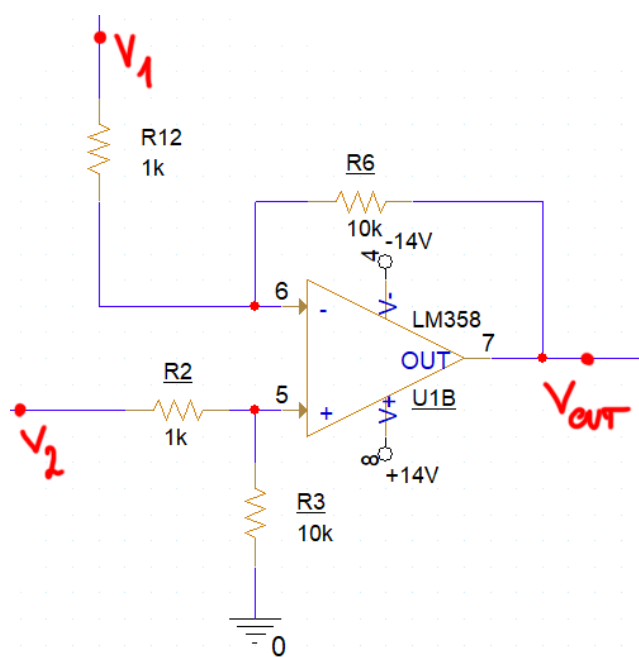 V1
R12
1k
R6
10k
4
-14V
V-
6
-
LM358
7
OUT
R2
1k
5
+
V+
U1B
VOUT
V2
8
+14V
R3
10k
0